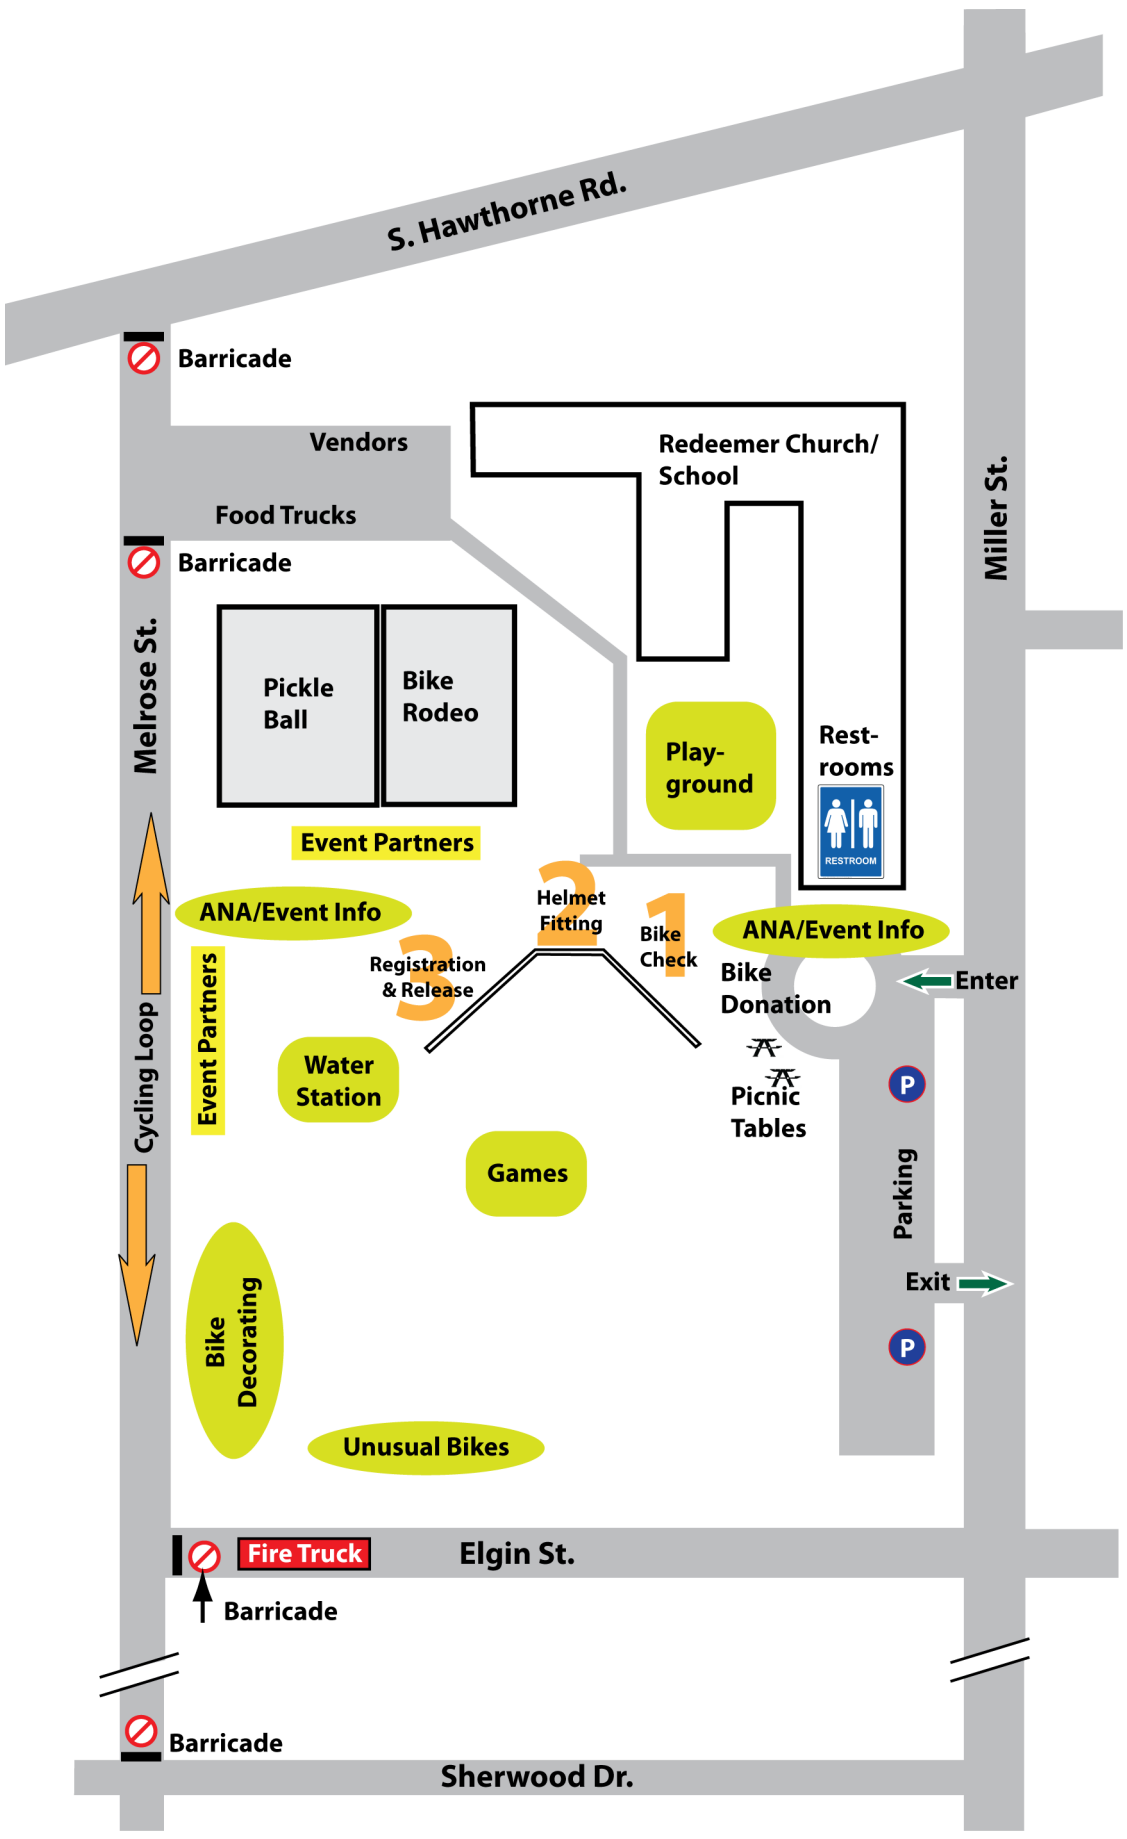 S. Hawthorne Rd.
Barricade
Vendors
Redeemer Church/
School
Miller St.
Food Trucks
Barricade
Melrose St.
Pickle
Ball
Bike
Rodeo
Play-
ground
Rest-
rooms
RESTROOM
Event Partners
2
Helmet
Fitting
1
Bike
Check
ANA/Event Info
ANA/Event Info
3
Registration
& Release
Bike
Donation
Enter
Event Partners
Cycling Loop
Water
Station
Picnic
Tables
P
Parking
Games
Exit
P
Bike
Decorating
Unusual Bikes
Fire Truck
Elgin St.
Barricade
Barricade
Sherwood Dr.